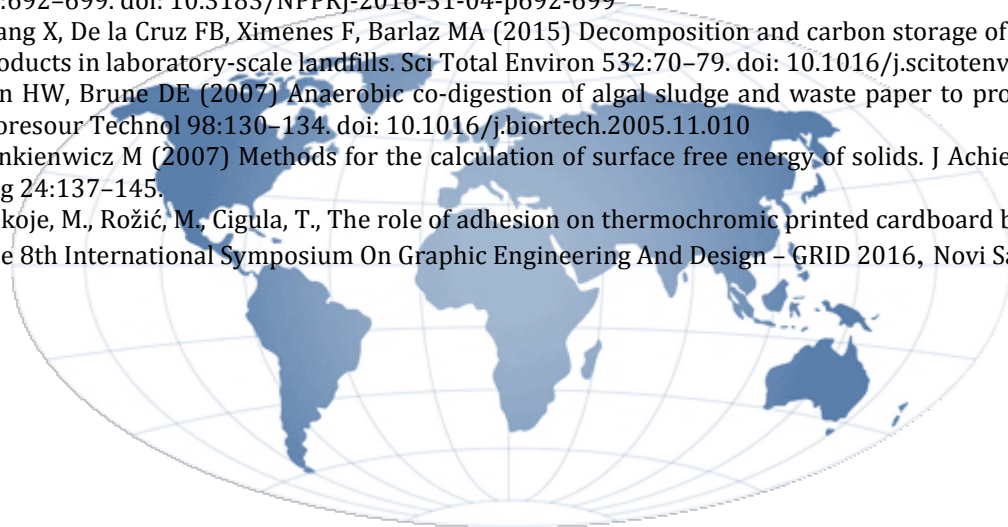 :692–699. doi: 10.3183/NPPRJ-2016-31-04-p692-699
ang X, De la Cruz FB, Ximenes F, Barlaz MA (2015) Decomposition and carbon storage of
oducts in laboratory-scale landfills. Sci Total Environ 532:70–79. doi: 10.1016/j.scitotenv
n HW, Brune DE (2007) Anaerobic co-digestion of algal sludge and waste paper to pro
oresour Technol 98:130–134. doi: 10.1016/j.biortech.2005.11.010
nkienwicz M (2007) Methods for the calculation of surface free energy of solids. J Achie
g 24:137–145.
koje, M., Rožić, M., Cigula, T., The role of adhesion on thermochromic printed cardboard b
e 8th International Symposium On Graphic Engineering And Design – GRID 2016, Novi Sa